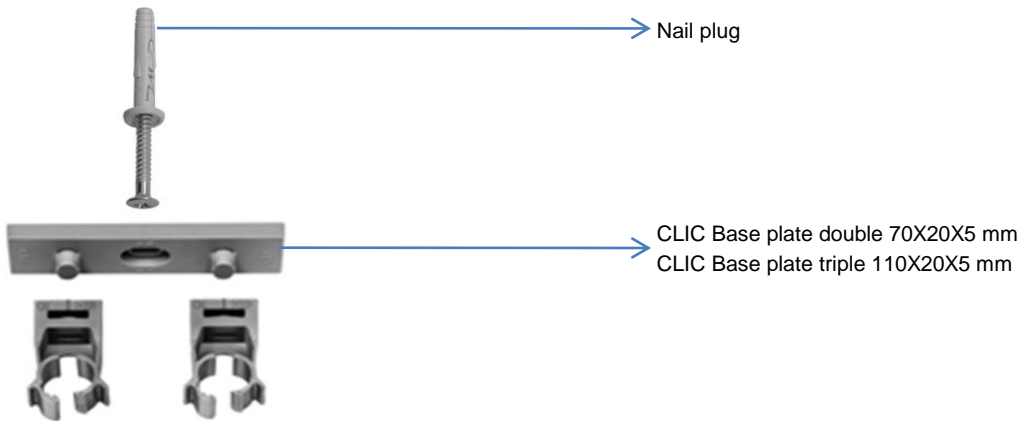 Nail plug
CLIC Base plate double 70X20X5 mm
CLIC Base plate triple 110X20X5 mm